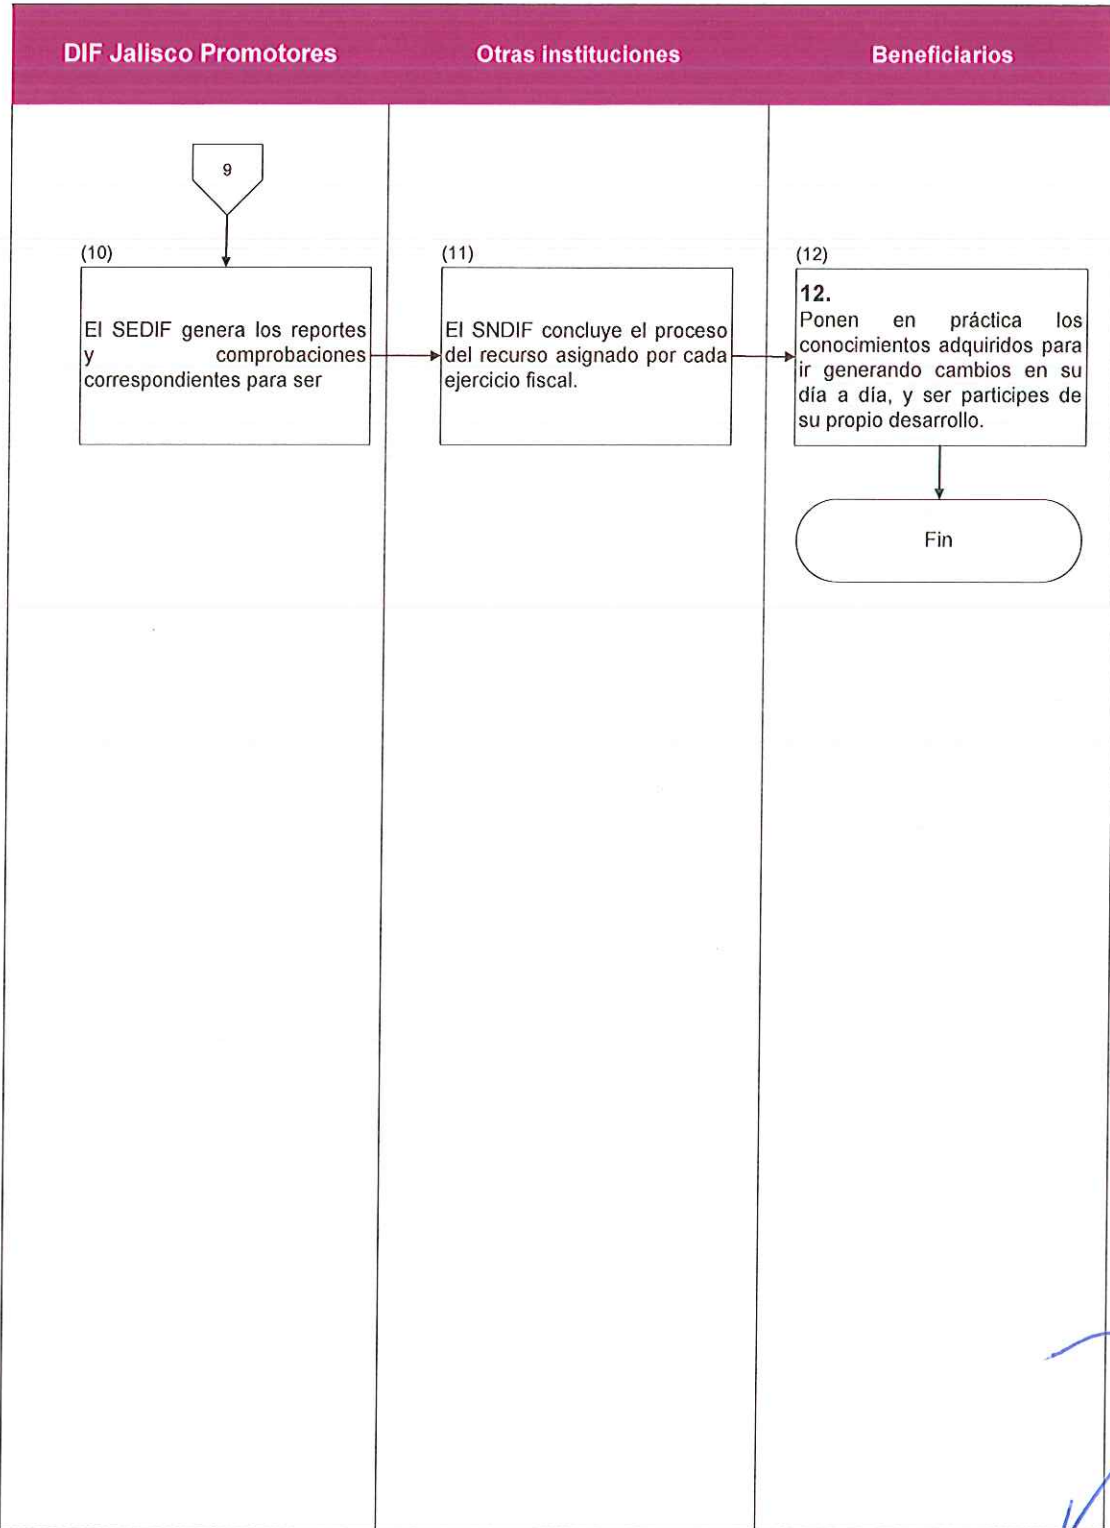 DIF Jalisco Promotores
Otras instituciones
Beneficiarios
9
(10)
El SEDIF genera los reportes
y comprobaciones
correspondientes para ser
(11)
El SNDIF concluye el proceso
del recurso asignado por cada
ejercicio fiscal.
(12)
12.
Ponen en práctica los
conocimientos adquiridos para
ir generando cambios en su
día a día, y ser participes de
su propio desarrollo.
Fin